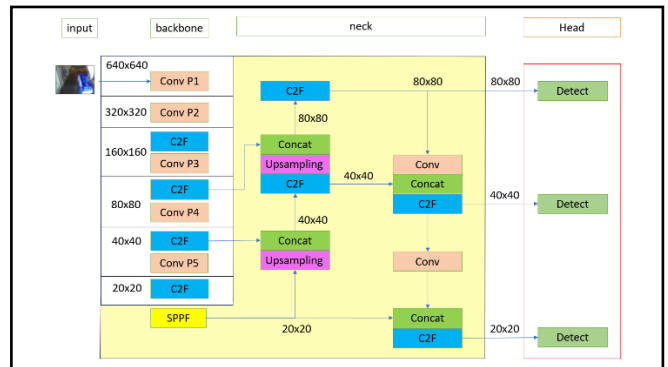 input
backbone
neck
Head
640x640
Conv P1
320x320
Conv P2
160x160
C2F
Conv P3
80x80
C2F
Conv P4
40x40
C2F
Conv P5
20x20
C2F
SPPF
C2F
80x80
Concat
Upsampling
C2F
40x40
Concat
Upsampling
20x20
80x80
40x40
Conv
Concat
C2F
Conv
Concat
C2F
80x80
Detect
40x40
Detect
20x20
Detect